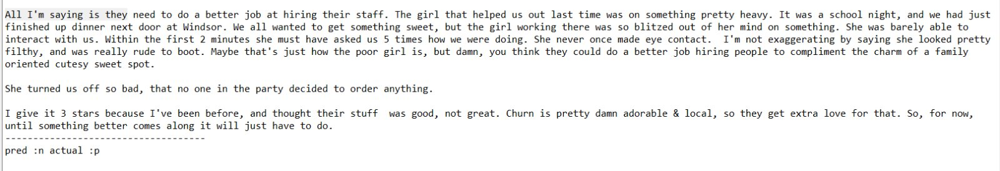 All I'm saying is they need to do a better job at hiring their staff. The girl that helped us out last time was on something pretty heavy. It was a school night, and we had just
finished up dinner next door at Windsor. We all wanted to get something sweet, but the girl working there was so blitzed out of her mind on something. She was barely able to
interact with us. Within the first 2 minutes she must have asked us 5 times how we were doing. She never once made eye contact.  I'm not exaggerating by saying she looked pretty
filthy, and was really rude to boot. Maybe that's just how the poor girl is, but damn, you think they could do a better job hiring people to compliment the charm of a family
oriented cutesy sweet spot.

She turned us off so bad, that no one in the party decided to order anything.

I give it 3 stars because I've been before, and thought their stuff  was good, not great. Churn is pretty damn adorable & local, so they get extra love for that. So, for now,
until something better comes along it will just have to do.
------------------------------------
pred :n actual :p